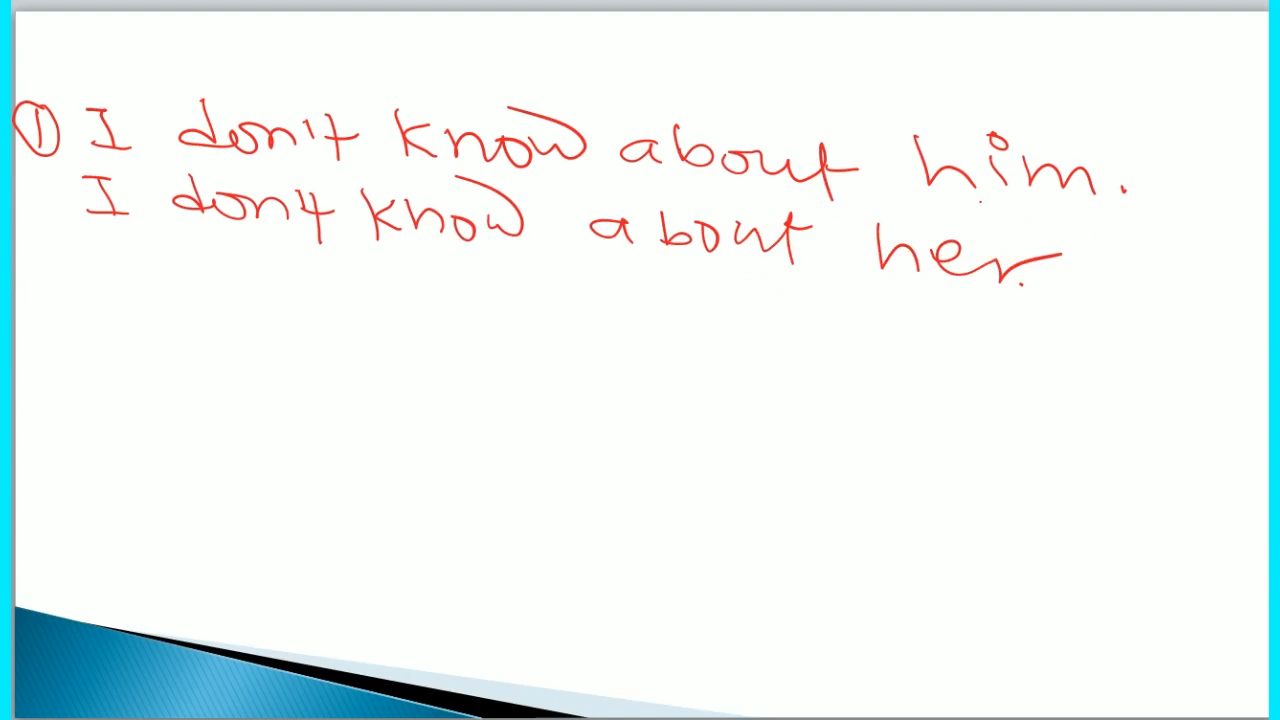 ① I don't know about him.
I don't know about her.